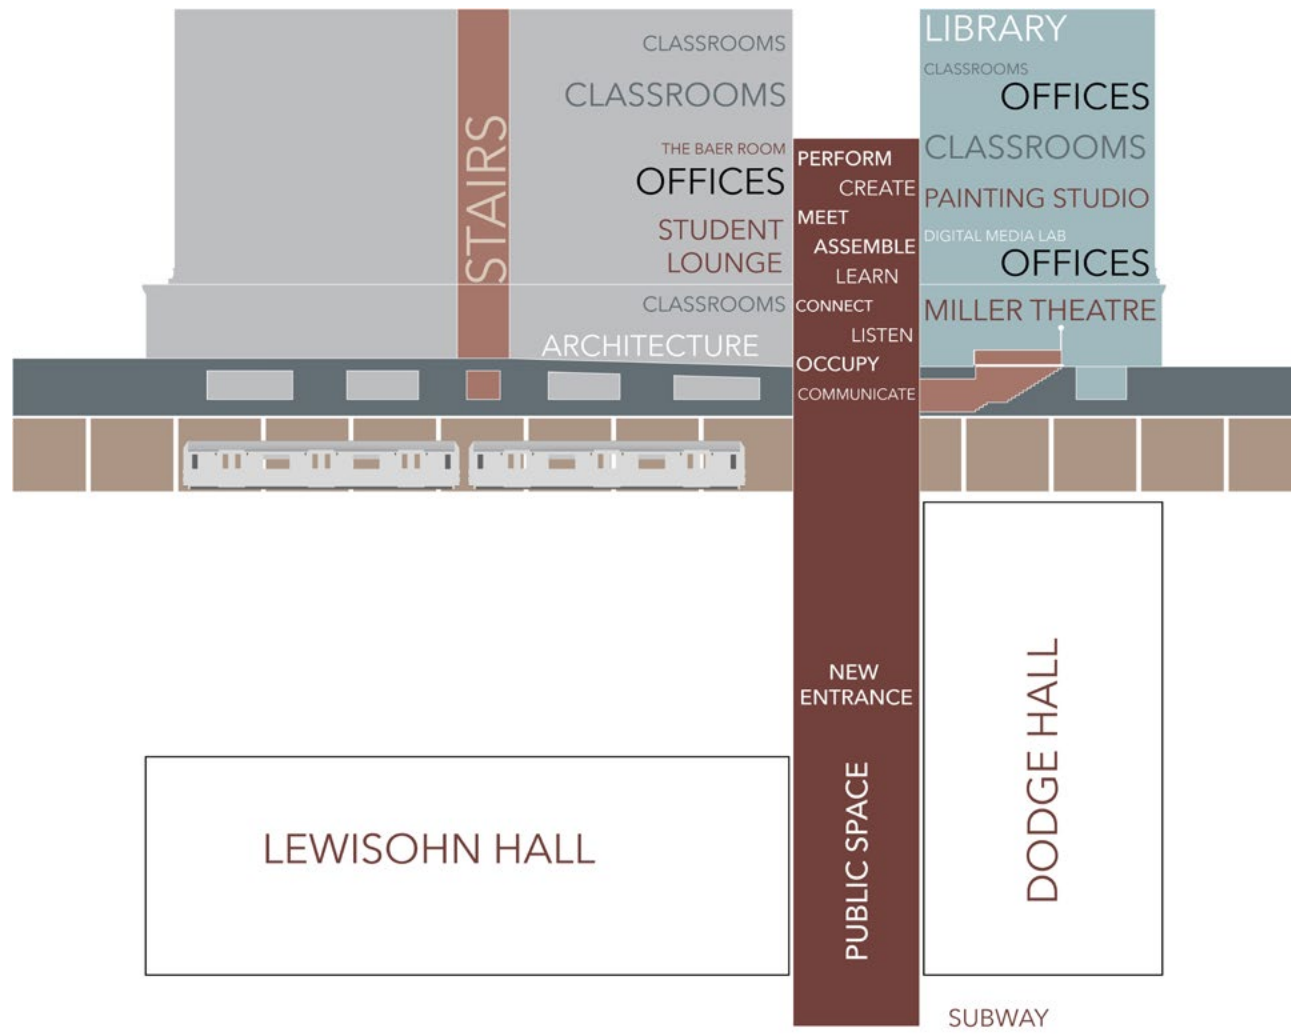 CLASSROOMS
CLASSROOMS
THE BAER ROOM
OFFICES
STUDENT
LOUNGE
CLASSROOMS
ARCHITECTURE
STAIRS
PERFORM
CREATE
MEET
ASSEMBLE
LEARN
CONNECT
LISTEN
OCCUPY
COMMUNICATE
LIBRARY
CLASSROOMS
OFFICES
CLASSROOMS
PAINTING STUDIO
DIGITAL MEDIA LAB
OFFICES
MILLER THEATRE
NEW
ENTRANCE
PUBLIC SPACE
LEWISOHN HALL
DODGE HALL
SUBWAY